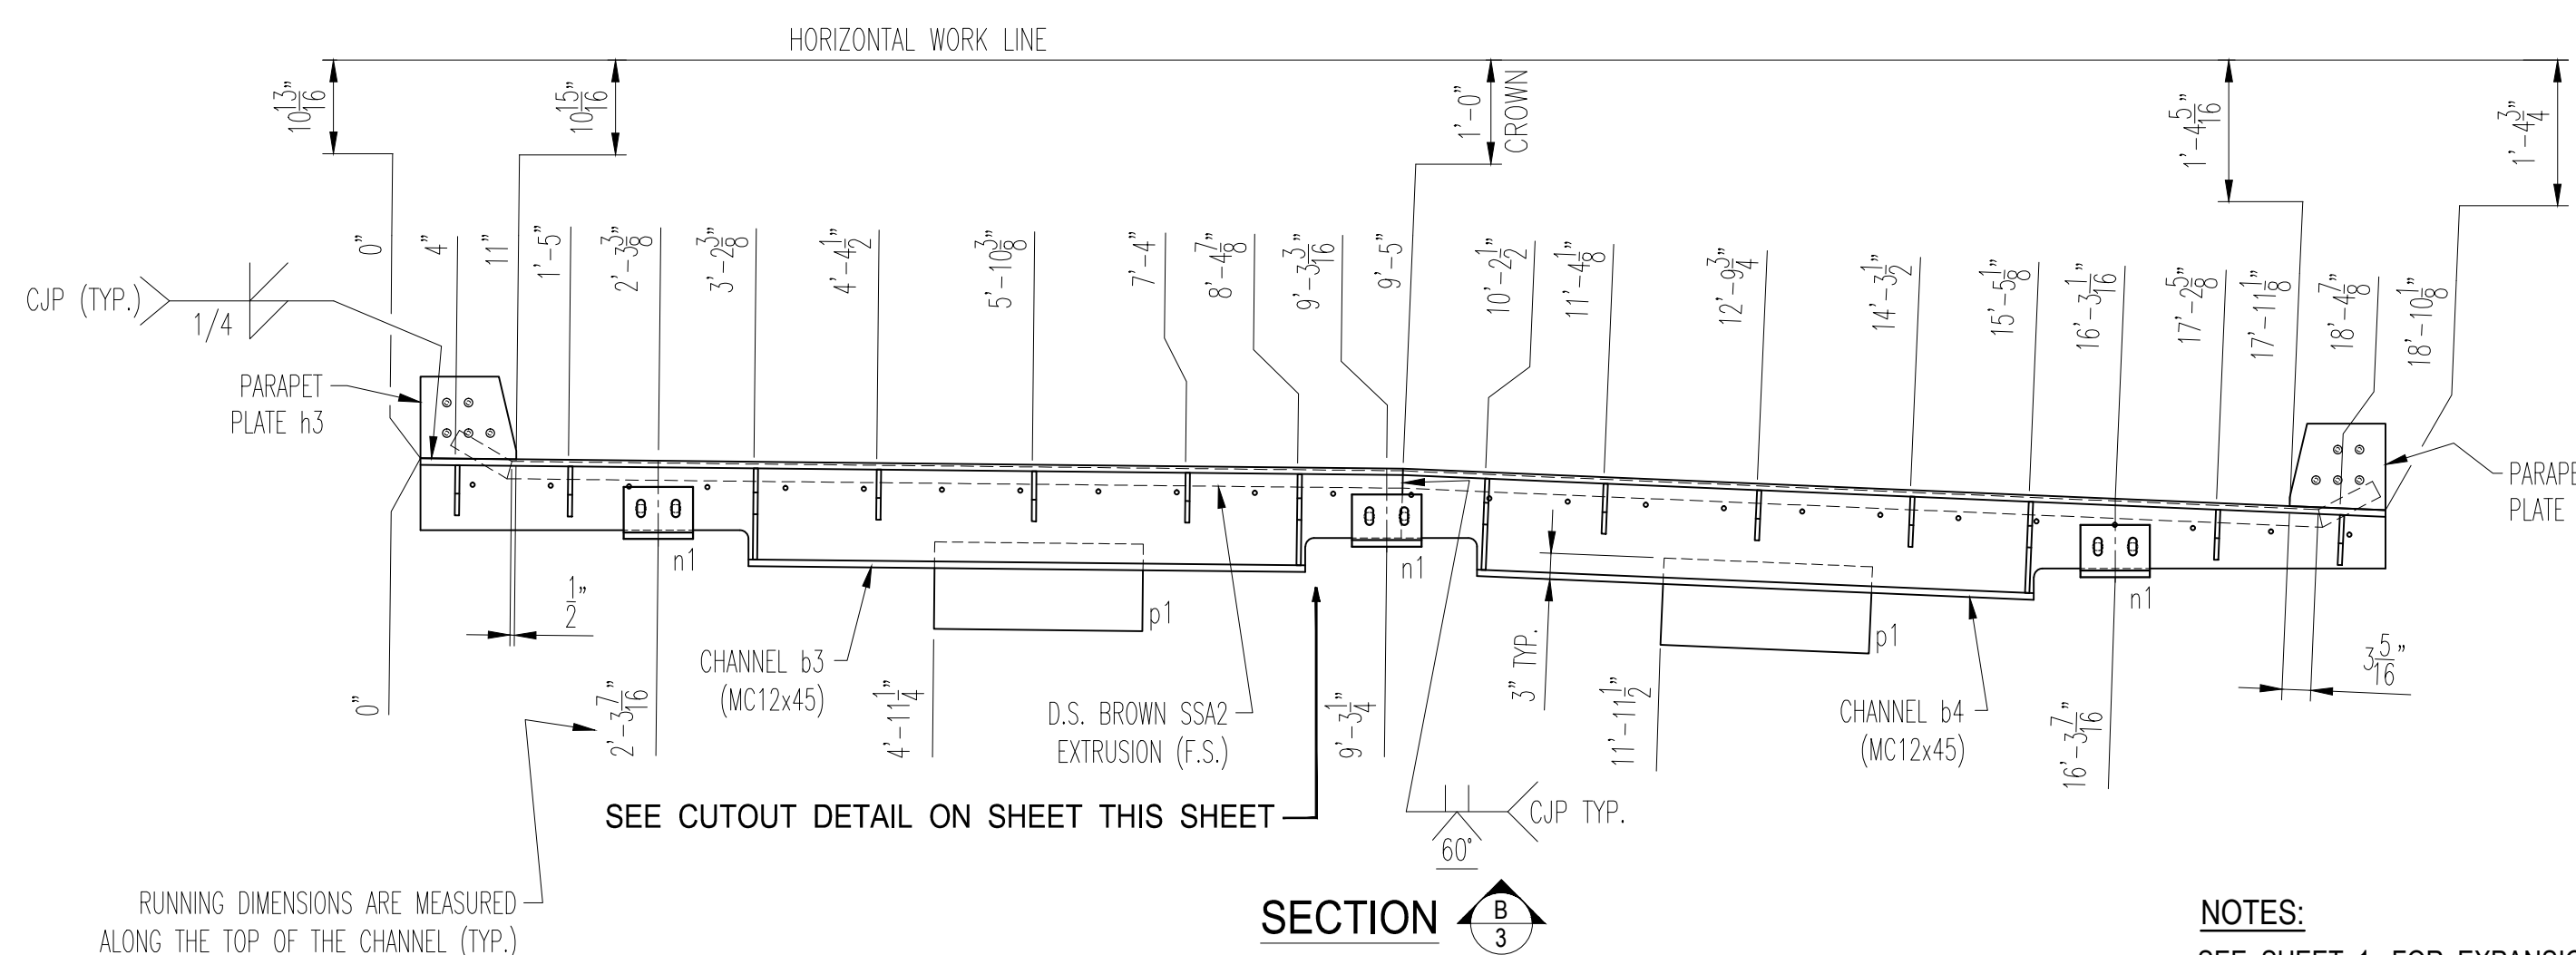 HORIZONTAL WORK LINE
10 13/16"
10 15/16"
1'-0"
CROWN
1'-4 5/16"
1'-4 3/4"
0"
4"
11"
1'-5"
2'-3 3/8"
3'-2 3/8"
4'-4 1/2"
5'-10 3/8"
7'-4"
8'-4 7/8"
9'-3 3/16"
9'-5"
10'-2 1/2"
11'-4 1/8"
12'-9 3/4"
14'-3 1/2"
15'-5 1/8"
16'-3 1/16"
17'-2 5/8"
17'-11 1/8"
18'-4 7/8"
18'-10 1/8"
CJP (TYP.)
1/4
PARAPET
PLATE h3
PARAPE
PLATE
n1
n1
n1
p1
p1
1/2"
3" TYP.
3 5/16"
CHANNEL b3
(MC12x45)
D.S. BROWN SSA2
EXTRUSION (F.S.)
CHANNEL b4
(MC12x45)
0"
2'-3 7/16"
4'-11 1/4"
9'-3 1/4"
11'-11 1/2"
16'-3 7/16"
SEE CUTOUT DETAIL ON SHEET THIS SHEET
CJP TYP.
60°
RUNNING DIMENSIONS ARE MEASURED
ALONG THE TOP OF THE CHANNEL (TYP.)
SECTION
B
3
NOTES:
SEE SHEET 1 FOR EXPANSIO